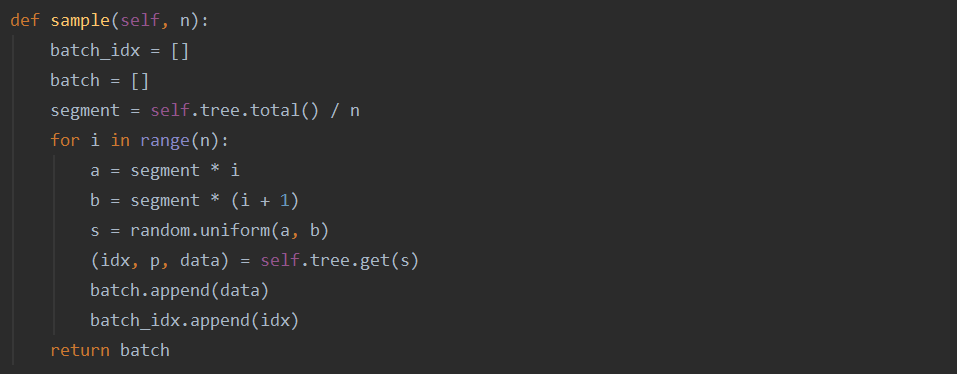 def sample(self, n):
    batch_idx = []
    batch = []
    segment = self.tree.total() / n
    for i in range(n):
        a = segment * i
        b = segment * (i + 1)
        s = random.uniform(a, b)
        (idx, p, data) = self.tree.get(s)
        batch.append(data)
        batch_idx.append(idx)
    return batch